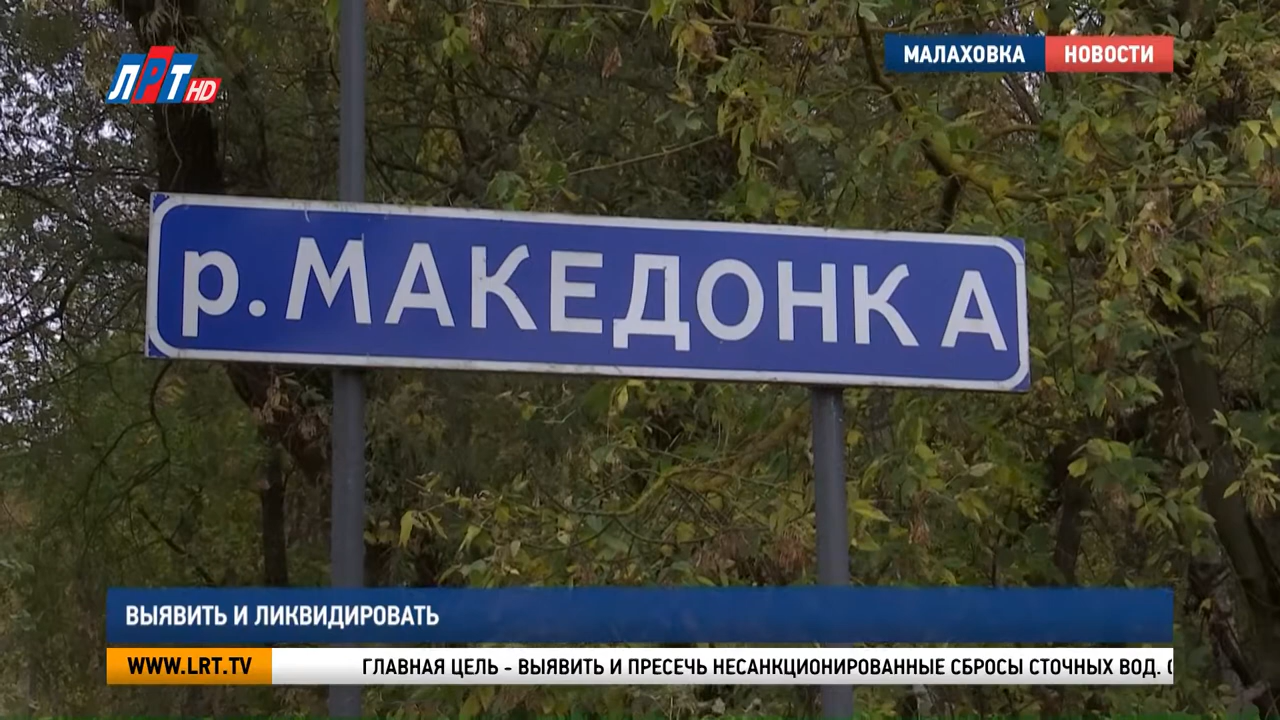 ЛРТ HD
МАЛАХОВКА НОВОСТИ
р. МАКЕДОНКА
ВЫЯВИТЬ И ЛИКВИДИРОВАТЬ
WWW.LRT.TV ГЛАВНАЯ ЦЕЛЬ - ВЫЯВИТЬ И ПРЕСЕЧЬ НЕСАНКЦИОНИРОВАННЫЕ СБРОСЫ СТОЧНЫХ ВОД.